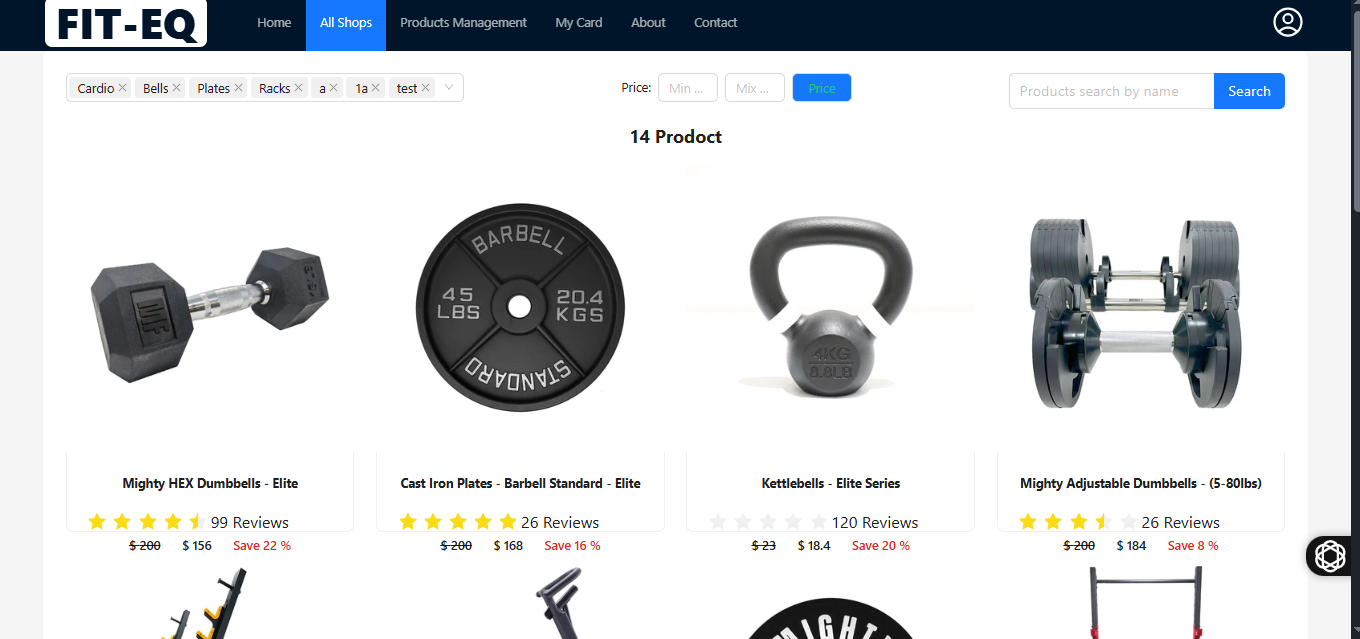 FIT-EQ
Home All Shops Products Management My Card About Contact
Cardio Bells Plates Racks a 1a test
Price: Min ... Mix ... Price
Products search by name Search
14 Prodoct
BARBELL
45 LBS
20.4 KGS
STANDARD
4KG
8.8LB
Mighty HEX Dumbbells - Elite
99 Reviews
$ 200 $ 156 Save 22 %
Cast Iron Plates - Barbell Standard - Elite
26 Reviews
$ 200 $ 168 Save 16 %
Kettlebells - Elite Series
120 Reviews
$ 23 $ 18.4 Save 20 %
Mighty Adjustable Dumbbells - (5-80lbs)
26 Reviews
$ 200 $ 184 Save 8 %